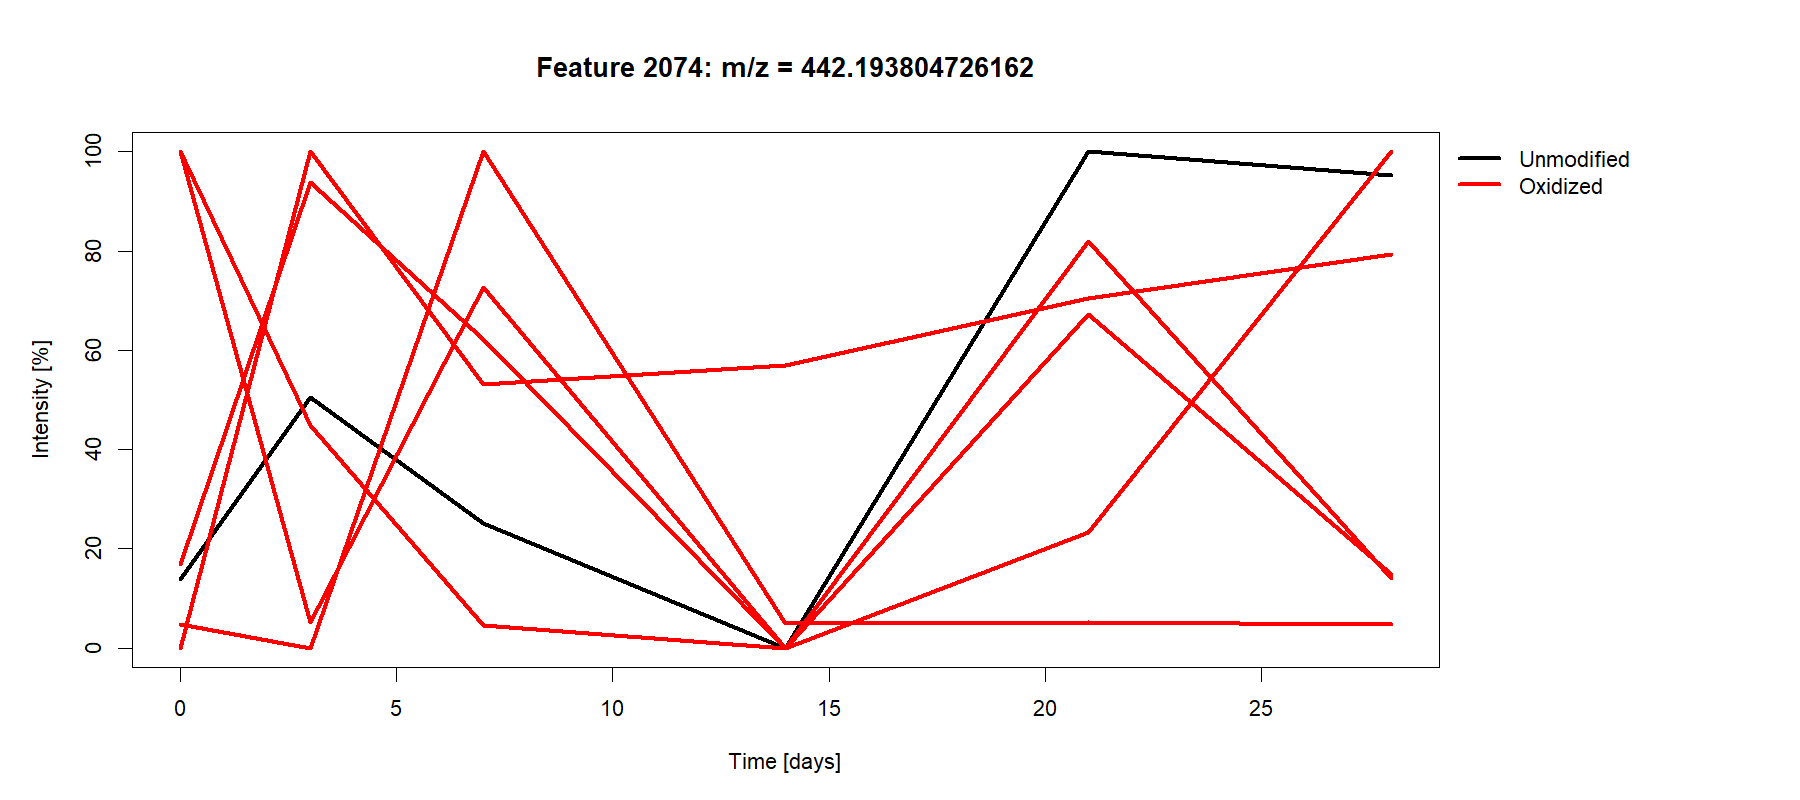 Feature 2074: m/z = 442.193804726162
Unmodified
Oxidized
Intensity [%]
100
80
60
40
20
0
0 5 10 15 20 25
Time [days]